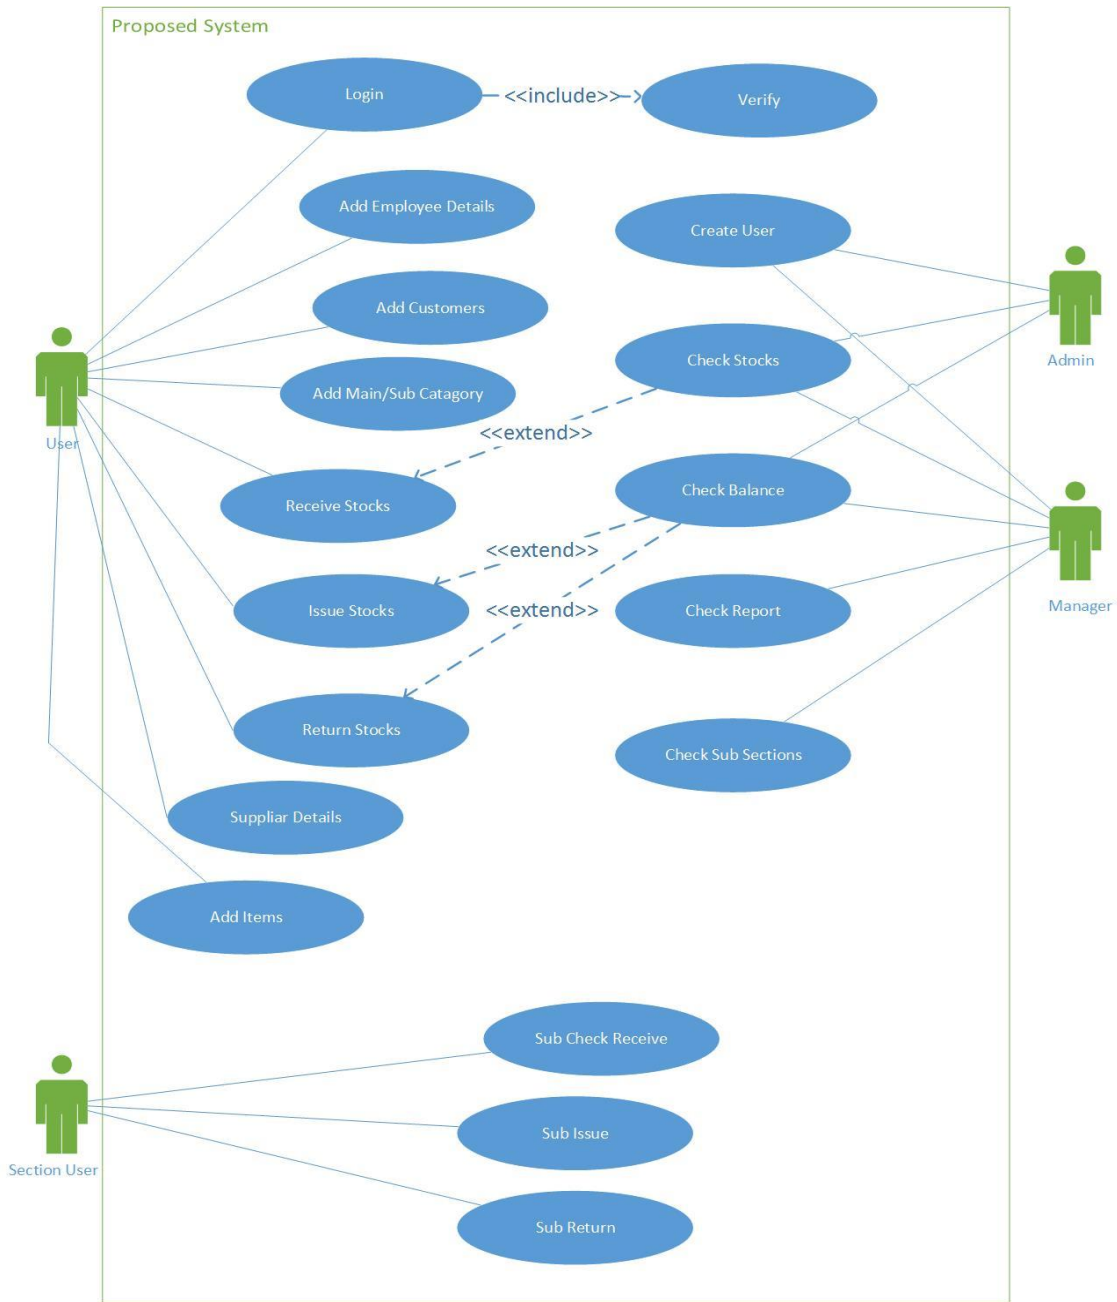 Proposed System
Login
<<include>>
Verify
Add Employee Details
Create User
Add Customers
Admin
Check Stocks
User
Add Main/Sub Catagory
<<extend>>
Receive Stocks
Check Balance
<<extend>>
Issue Stocks
<<extend>>
Check Report
Manager
Return Stocks
Check Sub Sections
Suppliar Details
Add Items
Sub Check Receive
Section User
Sub Issue
Sub Return